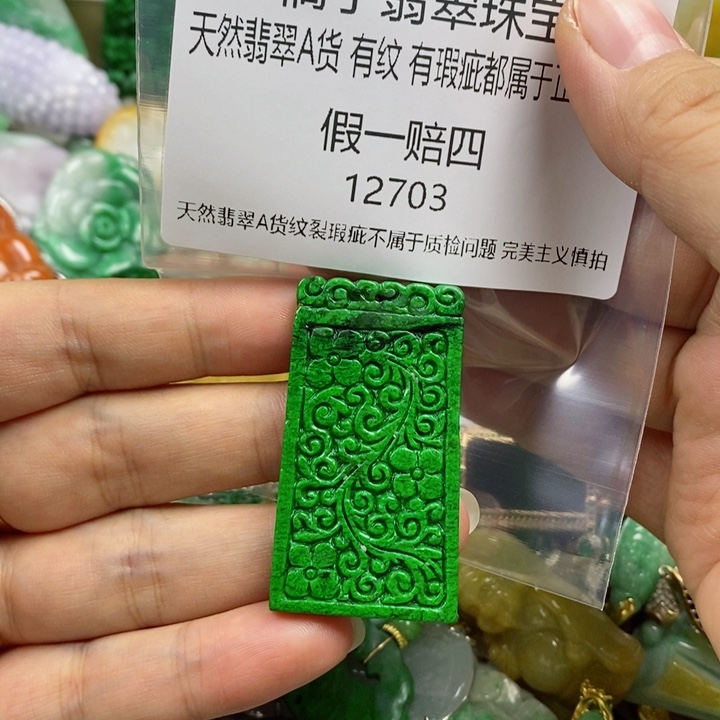 翡翠珠宝
天然翡翠A货 有纹 有瑕疵都属于正
假一赔四
12703
天然翡翠A货纹裂瑕疵不属于质检问题 完美主义慎拍